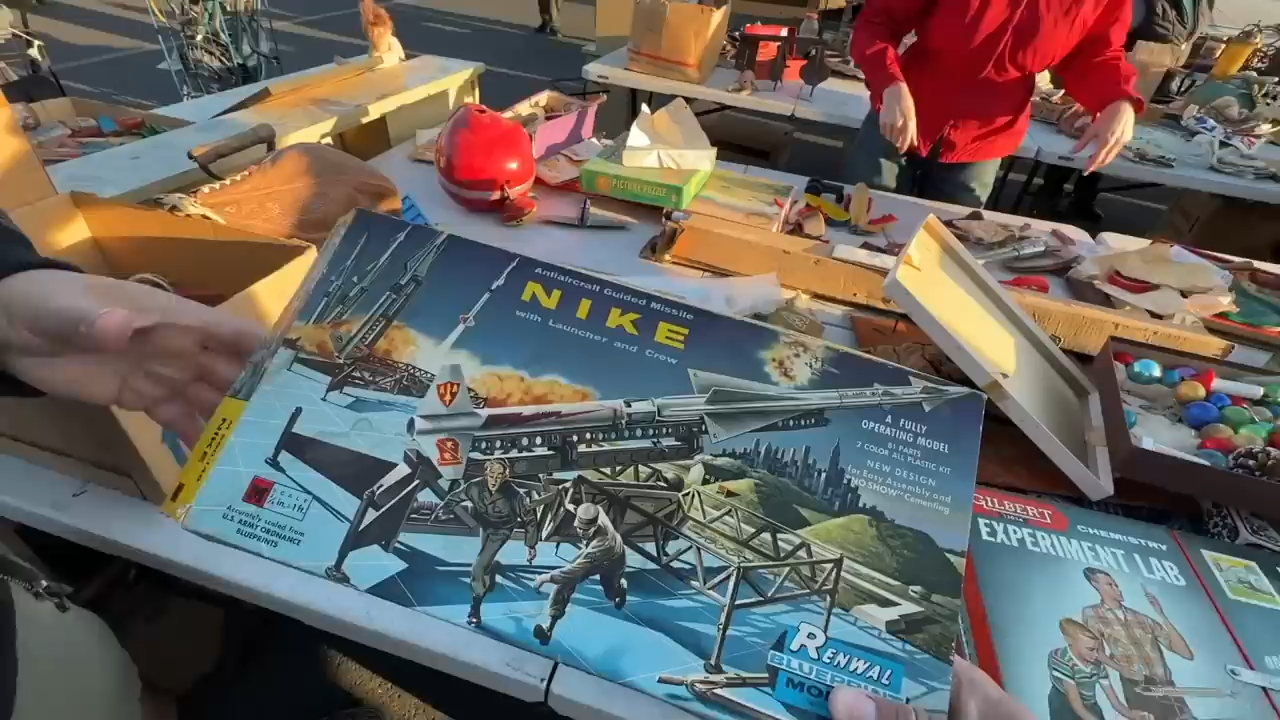 PICTURE PUZZLE
Antiaircraft Guided Missile
NIKE
with Launcher and Crew
A FULLY
OPERATING MODEL
81 PARTS
2 COLOR ALL PLASTIC KIT
NEW DESIGN
for Easy Assembly and
"NO SHOW" Cementing
Accurately scaled from
U.S. ARMY ORDNANCE
BLUEPRINTS
NIKE
RENWAL
BLUEPRINT
GILBERT
CHEMISTRY
EXPERIMENT LAB